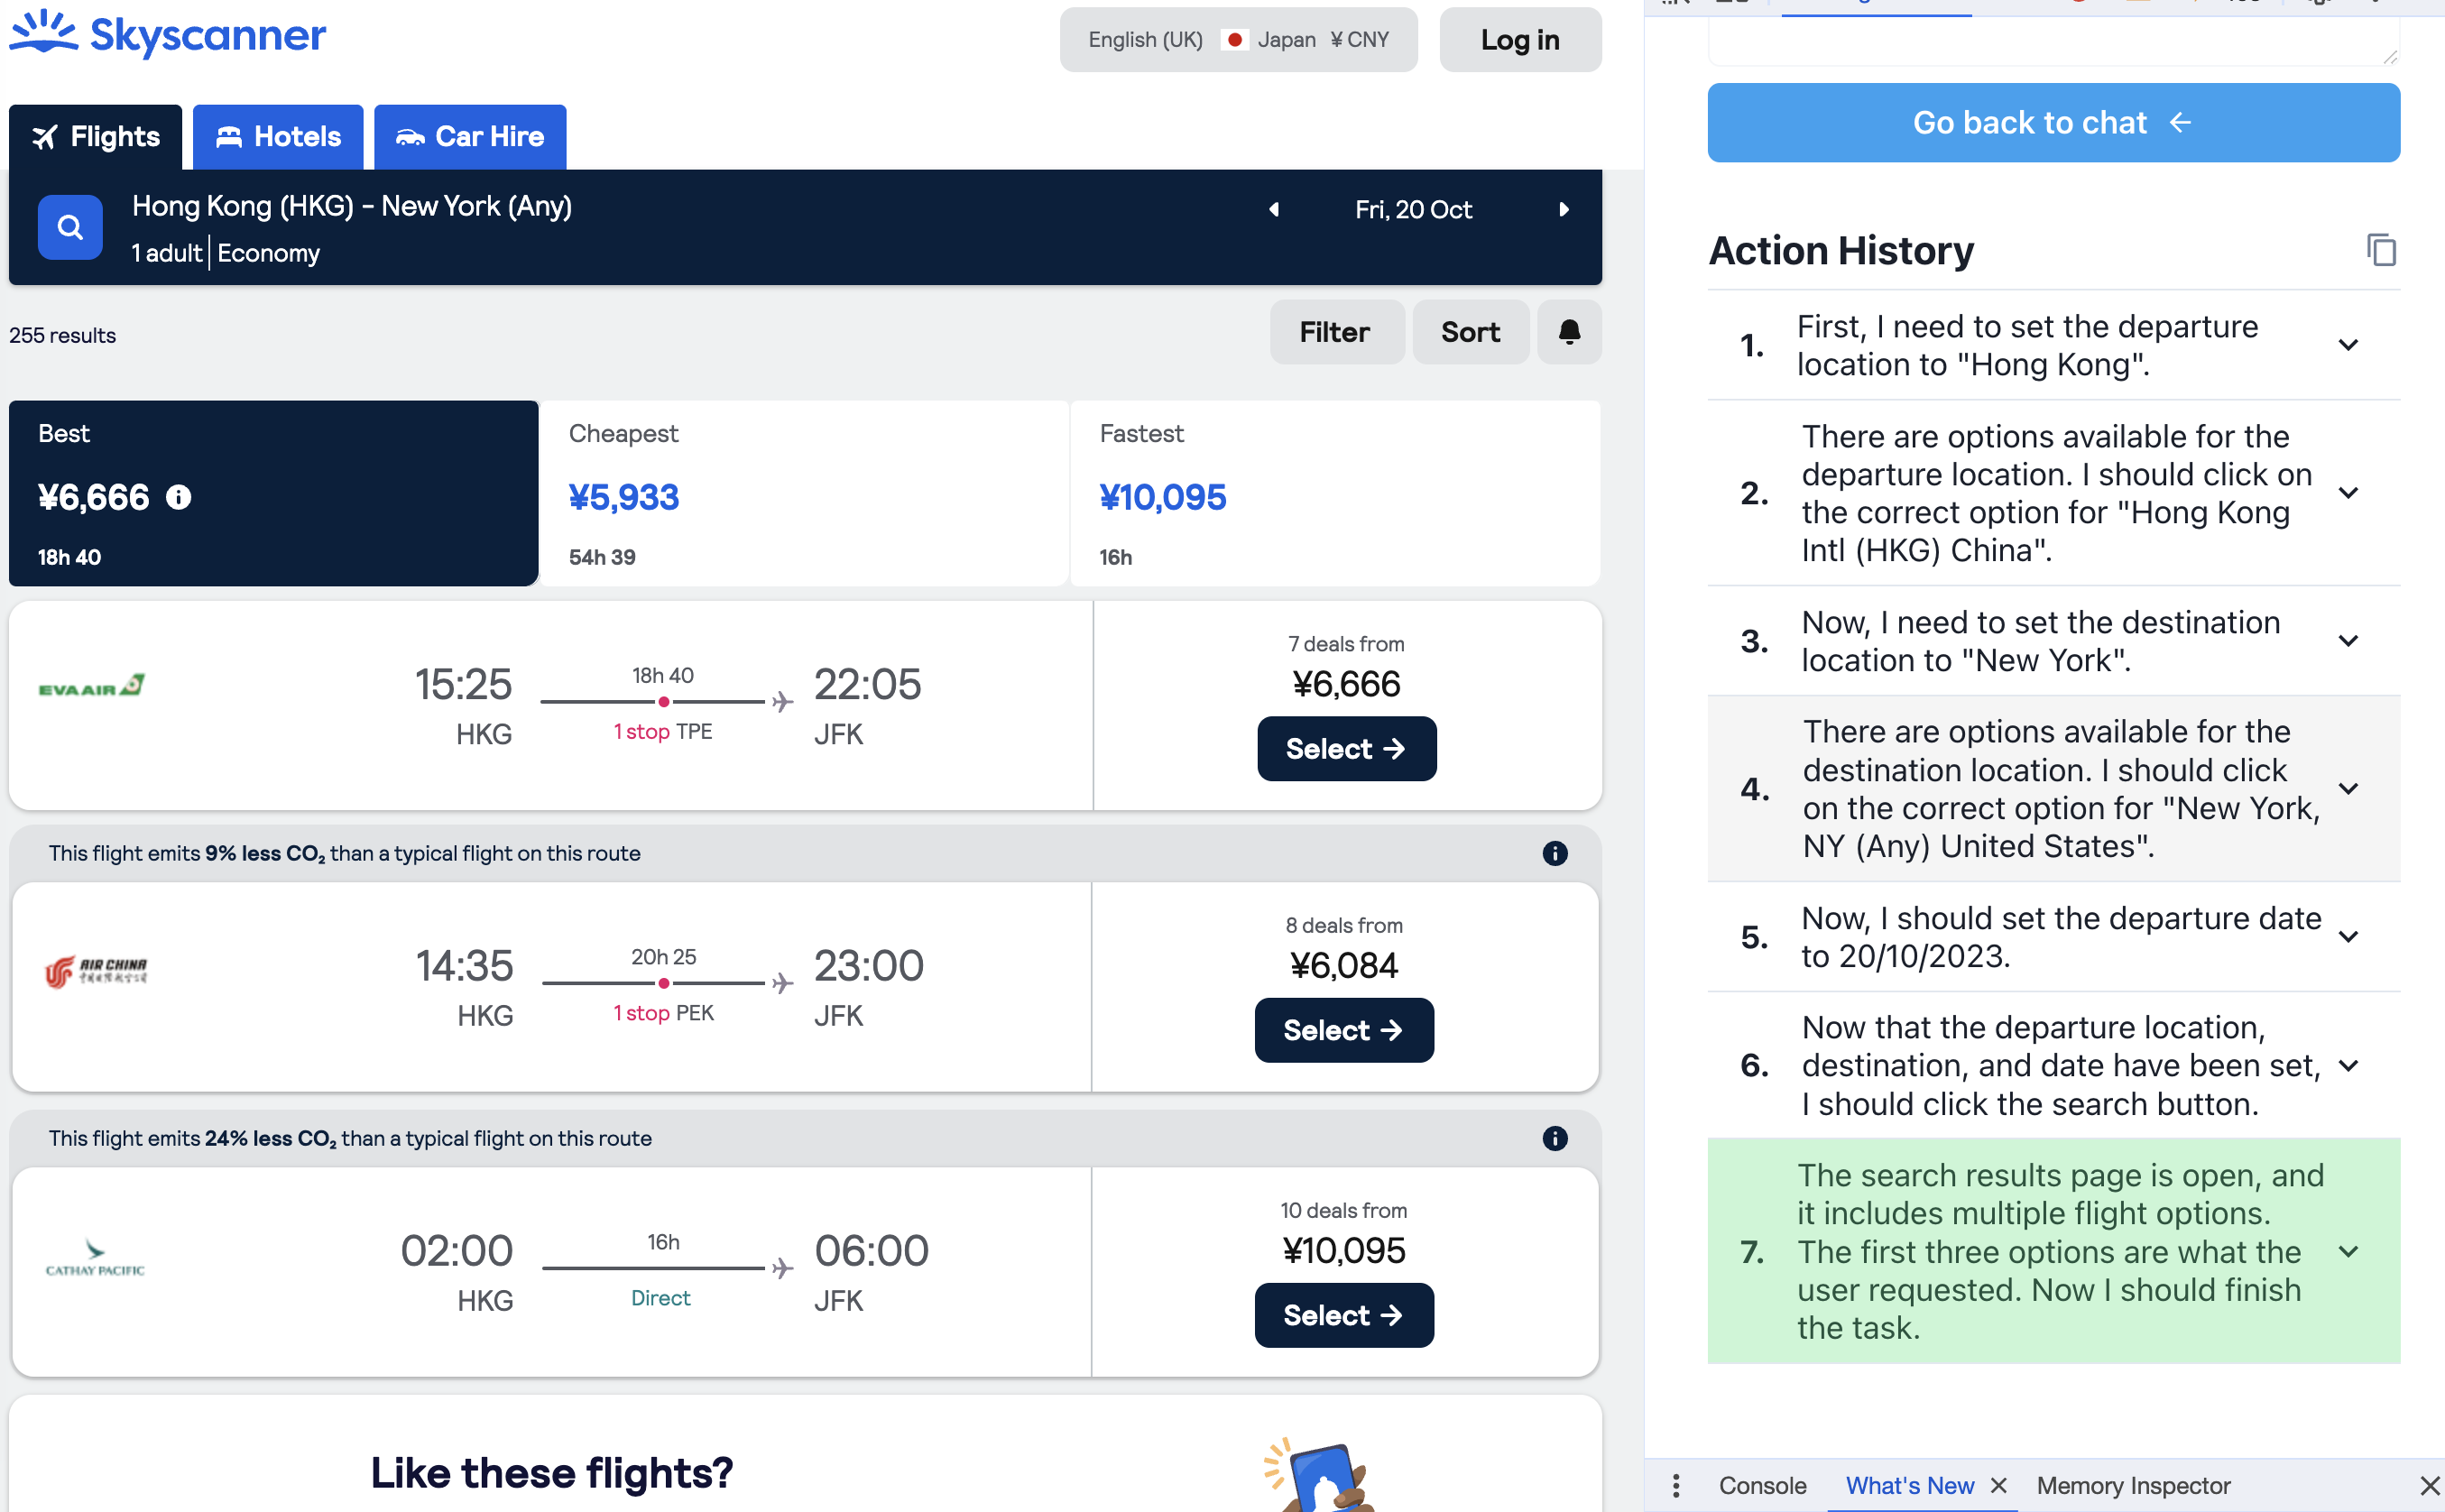 Skyscanner
English (UK) Japan ¥ CNY
Log in
Flights
Hotels
Car Hire
Hong Kong (HKG) - New York (Any)
1 adult Economy
Fri, 20 Oct
255 results
Filter
Sort
Best
¥6,666
18h 40
Cheapest
¥5,933
54h 39
Fastest
¥10,095
16h
EVA AIR
15:25
HKG
18h 40
1 stop TPE
22:05
JFK
7 deals from
¥6,666
Select →
This flight emits 9% less CO₂ than a typical flight on this route
AIR CHINA
14:35
HKG
20h 25
1 stop PEK
23:00
JFK
8 deals from
¥6,084
Select →
This flight emits 24% less CO₂ than a typical flight on this route
CATHAY PACIFIC
02:00
HKG
16h
Direct
06:00
JFK
10 deals from
¥10,095
Select →
Like these flights?
Go back to chat ←
Action History
1. First, I need to set the departure
location to "Hong Kong".
2. There are options available for the
departure location. I should click on
the correct option for "Hong Kong
Intl (HKG) China".
3. Now, I need to set the destination
location to "New York".
4. There are options available for the
destination location. I should click
on the correct option for "New York,
NY (Any) United States".
5. Now, I should set the departure date
to 20/10/2023.
6. Now that the departure location,
destination, and date have been set,
I should click the search button.
7. The search results page is open, and
it includes multiple flight options.
The first three options are what the
user requested. Now I should finish
the task.
Console
What's New
Memory Inspector